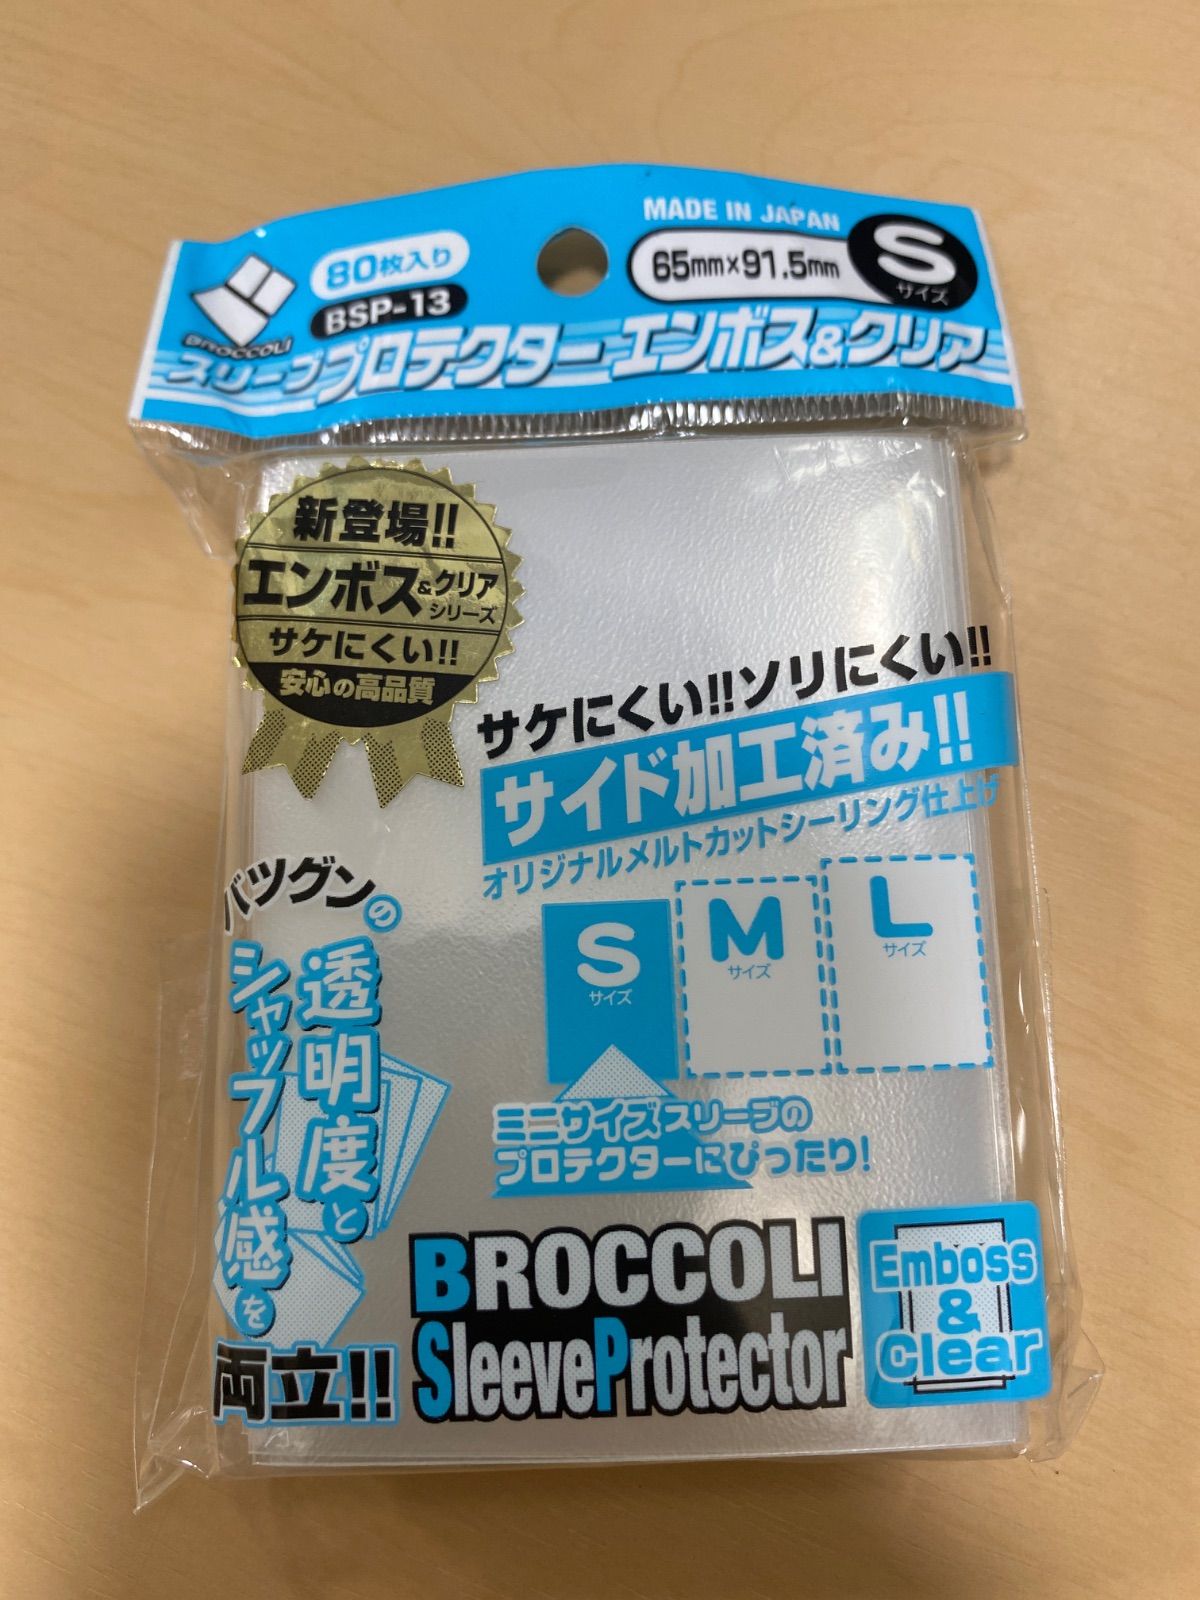 MADE IN JAPAN
80枚入り
65mm×91.5mm
S
サイズ
BSP-13
BROCCOLI
スリーブプロテクターエンボス&クリア
新登場!!
エンボス&クリア
シリーズ
サケにくい!!
安心の高品質
サケにくい!!ソリにくい!!
サイド加工済み!!
オリジナルメルトカットシーリング仕上げ
バツグンの
透明度と
シャッフル感を
両立!!
S
サイズ
M
サイズ
L
サイズ
ミニサイズスリーブの
プロテクターにぴったり!
BROCCOLI
SleeveProtector
Emboss
&
Clear